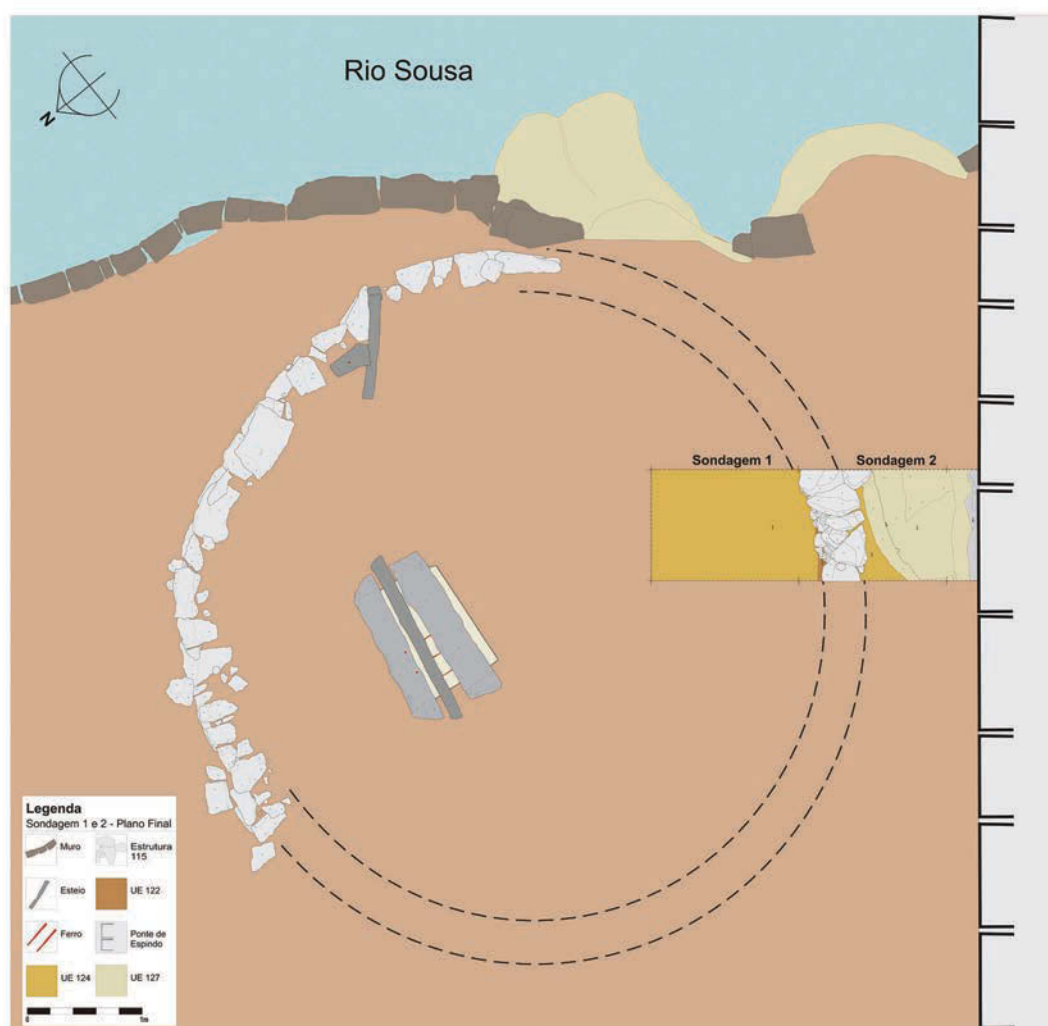 Rio Sousa
N
Sondagem 1
Sondagem 2
Legenda
Sondagem 1 e 2 - Plano Final
Muro
Estrutura
115
Esteio
UE 122
Ferro
Ponte de
Espindo
UE 124
UE 127
0
5m